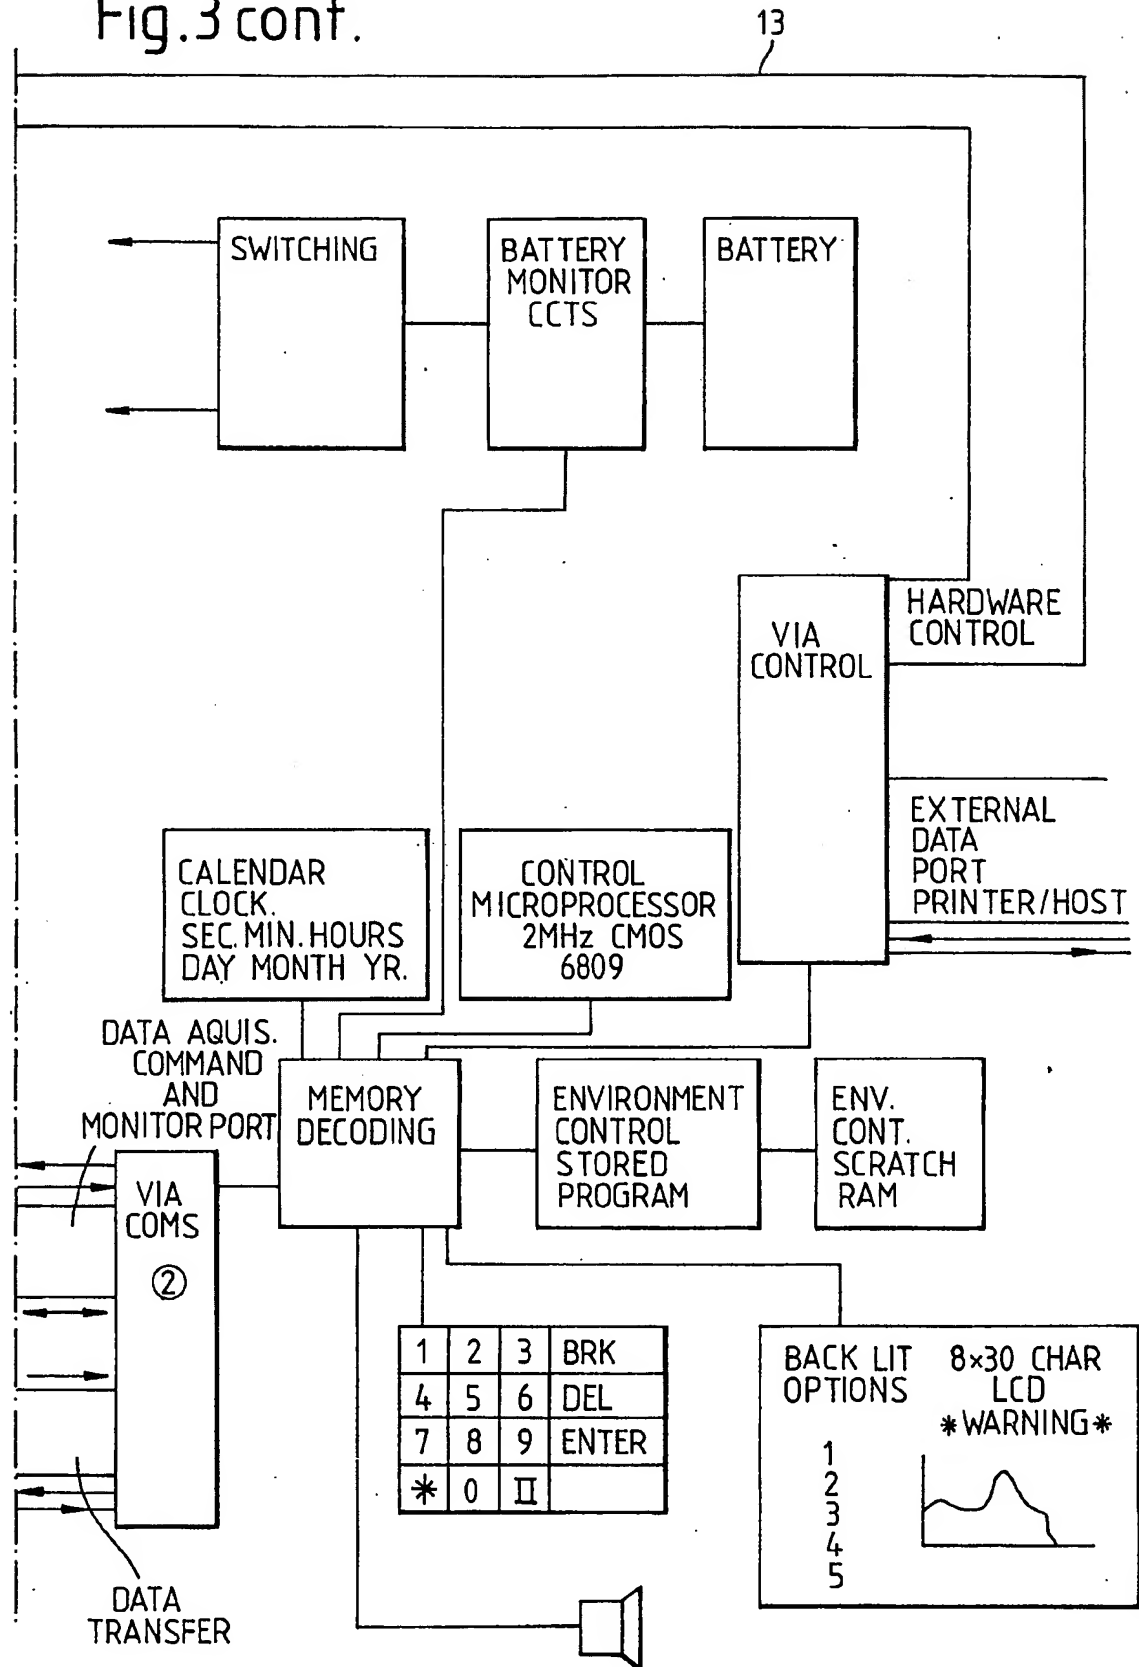 Fig.3 cont.
13
SWITCHING
BATTERY
MONITOR
CCTS
BATTERY
HARDWARE
CONTROL
VIA
CONTROL
EXTERNAL
DATA
PORT
PRINTER/HOST
CALENDAR
CLOCK.
SEC. MIN. HOURS
DAY MONTH YR.
CONTROL
MICROPROCESSOR
2MHz CMOS
6809
DATA AQUIS.
COMMAND
AND
MONITOR PORT
MEMORY
DECODING
ENVIRONMENT
CONTROL
STORED
PROGRAM
ENV.
CONT.
SCRATCH
RAM
VIA
COMS
②
1 2 3 BRK
4 5 6 DEL
7 8 9 ENTER
* 0 II
BACK LIT
OPTIONS
8×30 CHAR
LCD
*WARNING*
1
2
3
4
5
DATA
TRANSFER